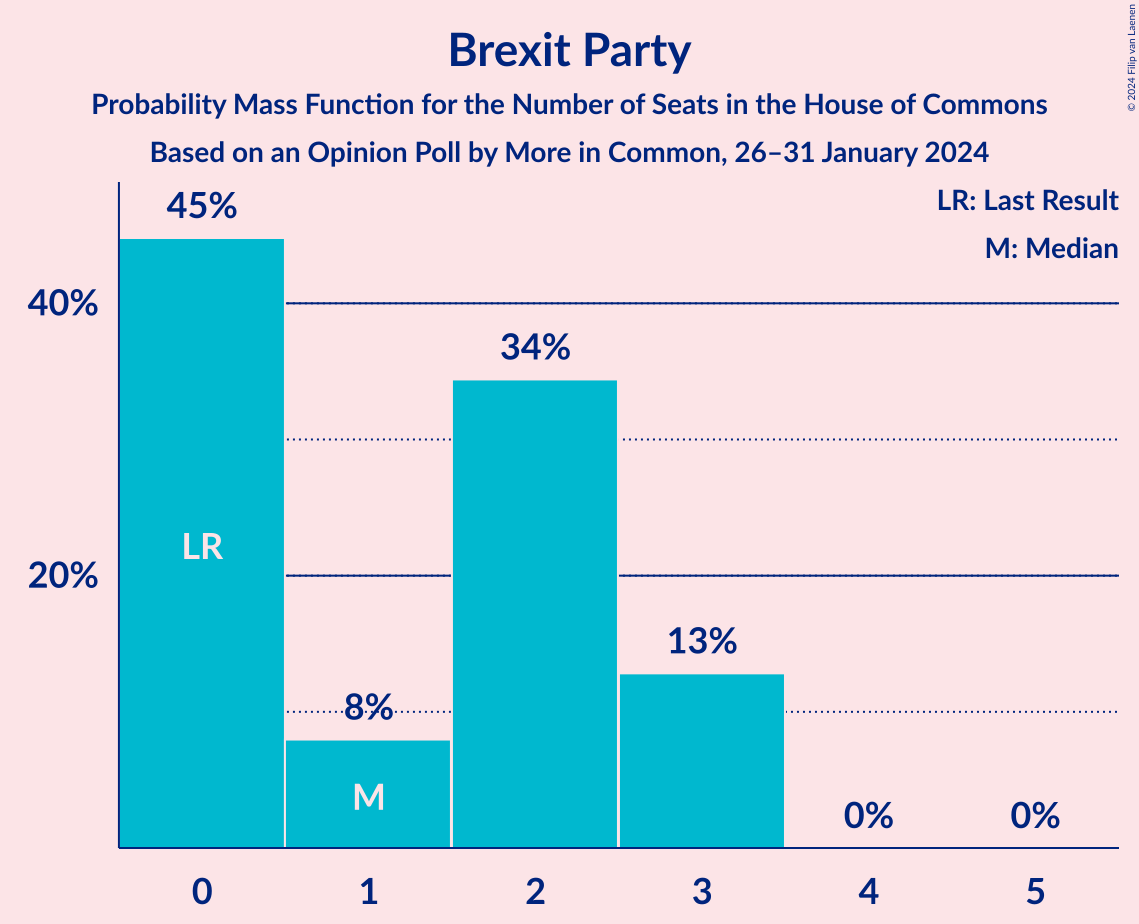 Brexit Party
Probability Mass Function for the Number of Seats in the House of Commons
Based on an Opinion Poll by More in Common, 26–31 January 2024
© 2024 Filip van Laenen
LR: Last Result
M: Median
45%
40%
34%
LR
20%
13%
8%
M
0%
0%
0
1
2
3
4
5